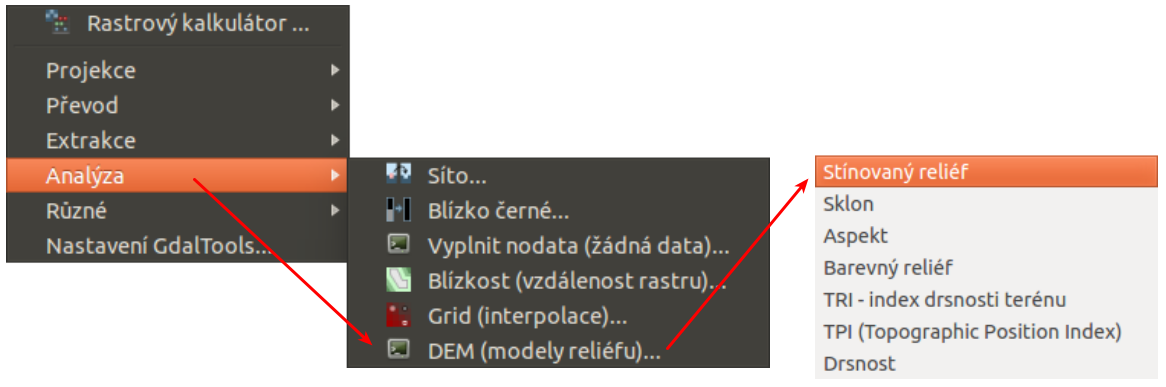 Rastrový kalkulátor ...
Projekce
Převod
Extrakce
Analýza
Různé
Nastavení GdalTools...
Síto...
Blízko černé...
Vyplnit nodata (žádná data)...
Blízkost (vzdálenost rastru)...
Grid (interpolace)...
DEM (modely reliéfu)...
Stínovaný reliéf
Sklon
Aspekt
Barevný reliéf
TRI - index drsnosti terénu
TPI (Topographic Position Index)
Drsnost